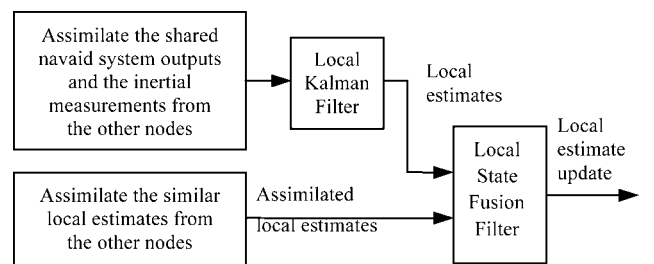 Assimilate the shared
navaid system outputs
and the inertial
measurements from
the other nodes
Local
Kalman
Filter
Local
estimates
Assimilate the similar
local estimates from
the other nodes
Assimilated
local estimates
Local
State
Fusion
Filter
Local
estimate
update